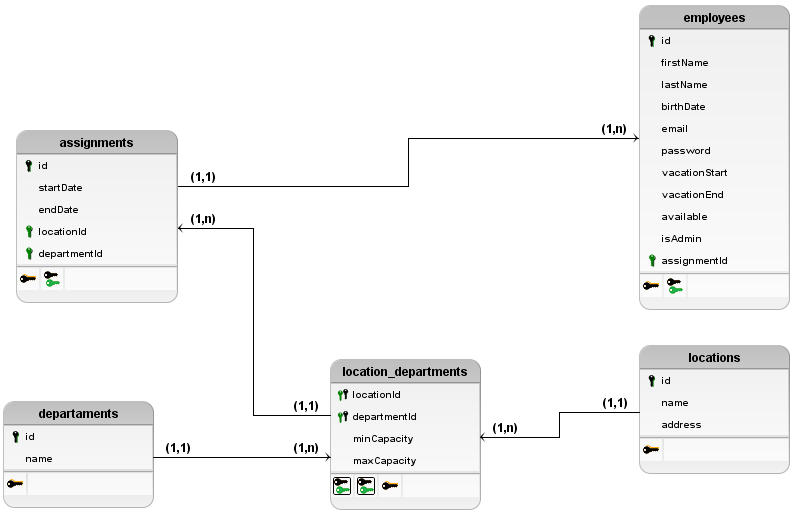 employees
id
firstName
lastName
birthDate
email
password
vacationStart
vacationEnd
available
isAdmin
assignmentId
(1,n)
assignments
id
startDate
endDate
locationId
departmentId
(1,1)
(1,n)
location_departments
locationId
departmentId
minCapacity
maxCapacity
(1,1)
(1,n)
(1,n)
locations
id
name
address
(1,1)
departaments
id
name
(1,1)